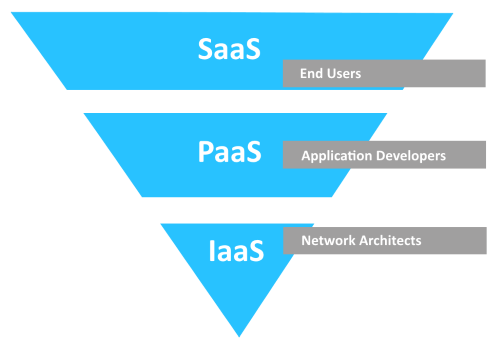 SaaS
End Users
PaaS
Application Developers
IaaS
Network Architects